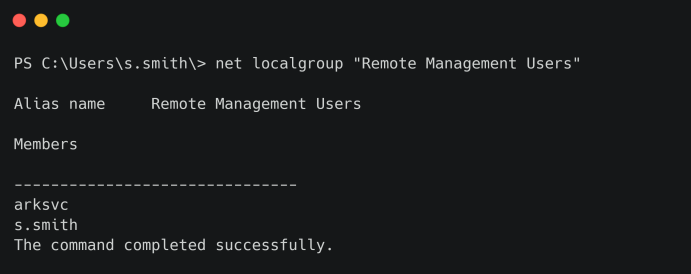 PS C:\Users\s.smith\> net localgroup "Remote Management Users"
Alias name     Remote Management Users
Members
-------------------------------
arksvc
s.smith
The command completed successfully.